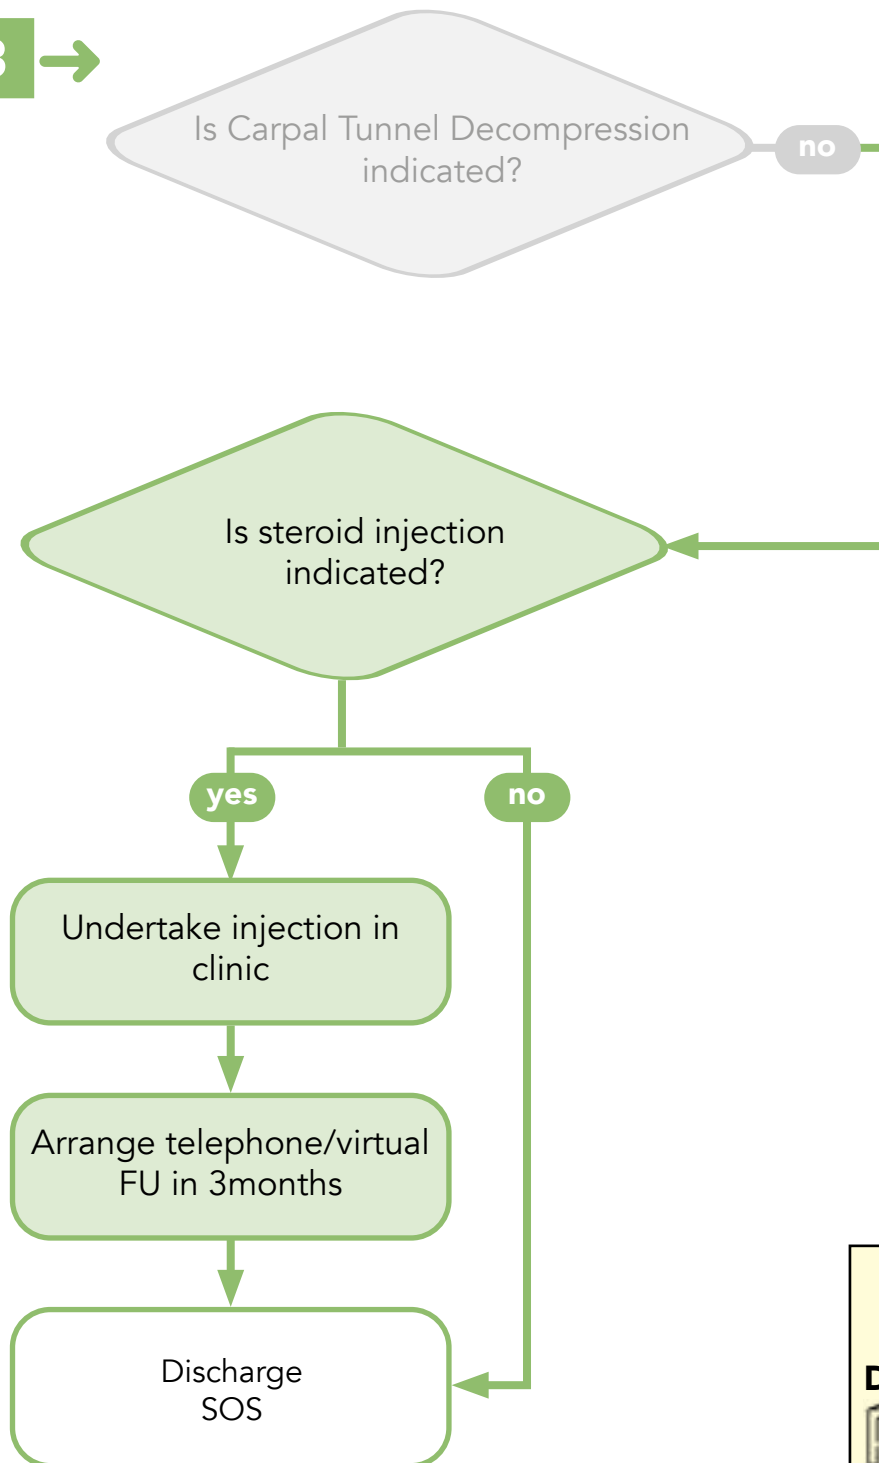 Is Carpal Tunnel Decompression
indicated?
no
Is steroid injection
indicated?
yes
no
Undertake injection in
clinic
Arrange telephone/virtual
FU in 3months
Discharge
SOS